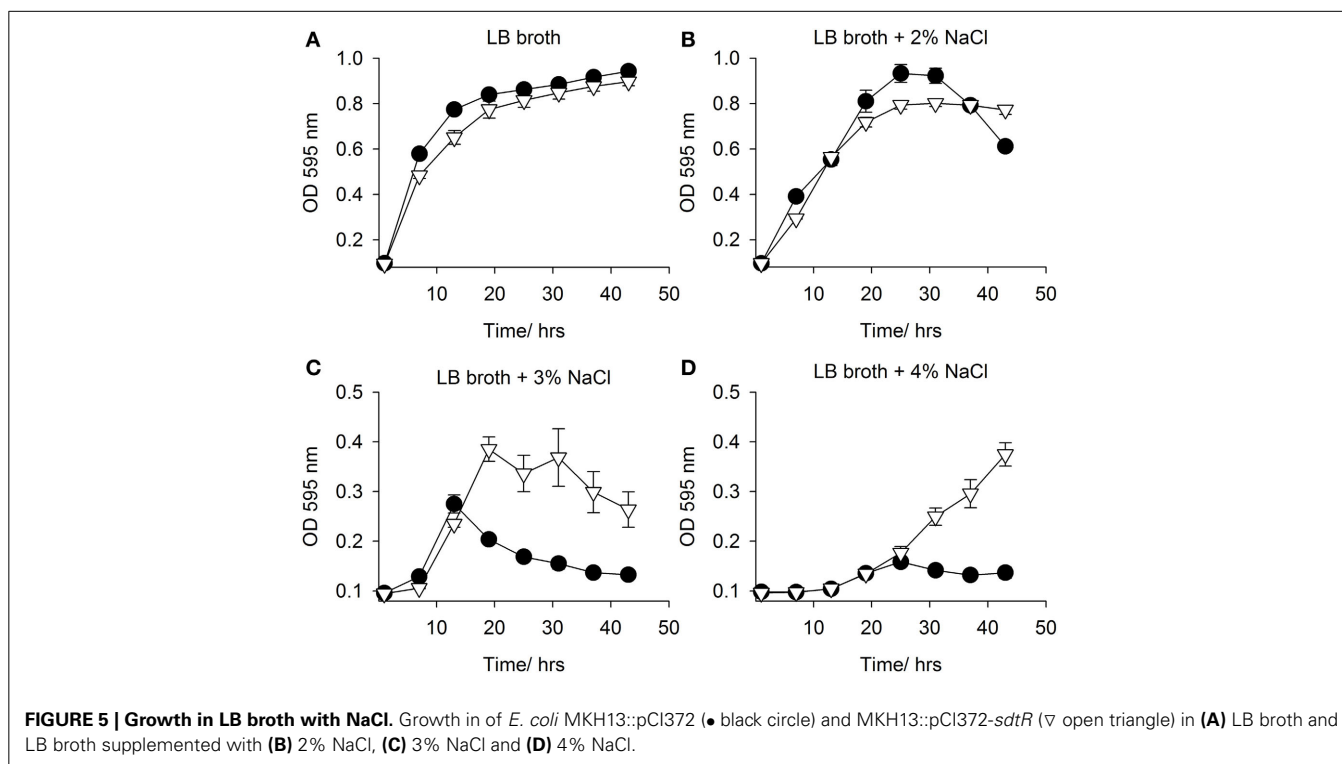 A
LB broth
1.0
0.8
0.6
0.4
0.2
OD 595 nm
10 20 30 40 50
Time/ hrs
B
LB broth + 2% NaCl
1.0
0.8
0.6
0.4
0.2
OD 595 nm
10 20 30 40 50
Time/ hrs
C
LB broth + 3% NaCl
0.5
0.4
0.3
0.2
0.1
OD 595 nm
10 20 30 40 50
Time/ hrs
D
LB broth + 4% NaCl
0.5
0.4
0.3
0.2
0.1
OD 595 nm
10 20 30 40 50
Time/ hrs
FIGURE 5 | Growth in LB broth with NaCl. Growth in of E. coli MKH13::pCI372 (● black circle) and MKH13::pCI372-sdtR (▽ open triangle) in (A) LB broth and
LB broth supplemented with (B) 2% NaCl, (C) 3% NaCl and (D) 4% NaCl.